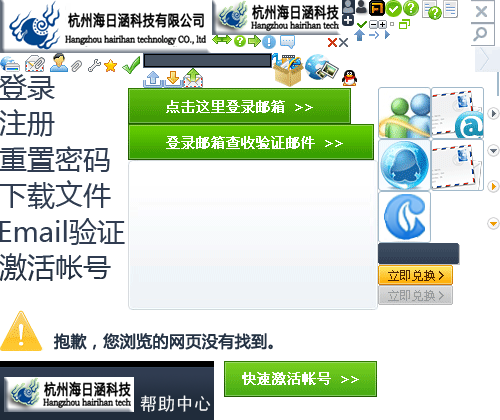 杭州海日涵科技有限公司
Hangzhou hairihan technology CO., ltd
杭州海日涵科技
Hangzhou hairihan tech
登录
注册
重置密码
下载文件
Email验证
激活帐号
点击这里登录邮箱 >>
登录邮箱查收验证邮件 >>
立即兑换 >
立即兑换 >
抱歉，您浏览的网页没有找到。
杭州海日涵科技
Hangzhou hairihan tech
帮助中心
快速激活帐号 >>